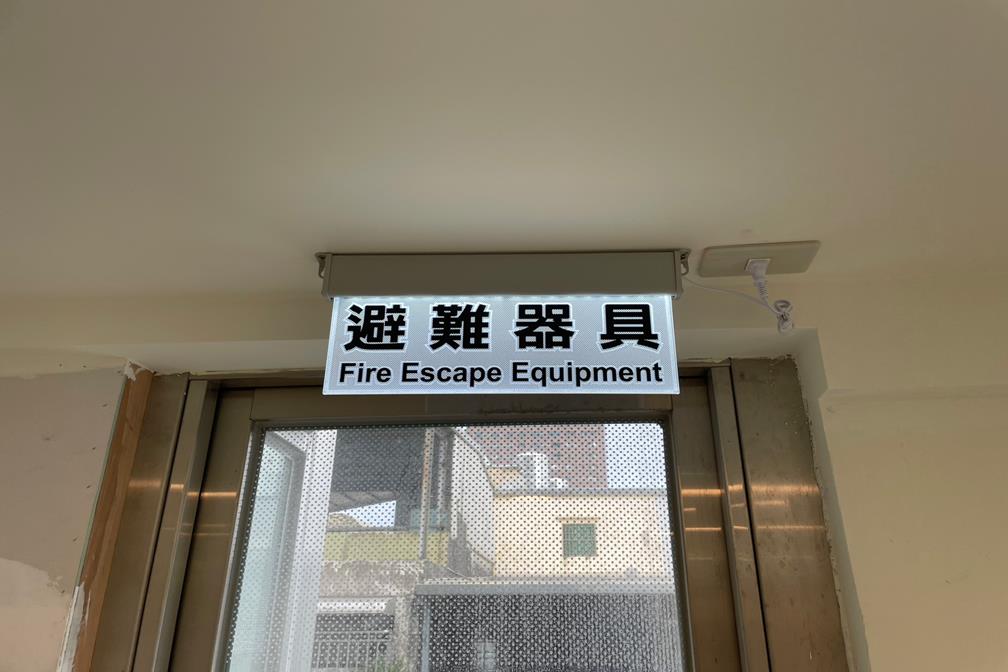 避難器具
Fire Escape Equipment